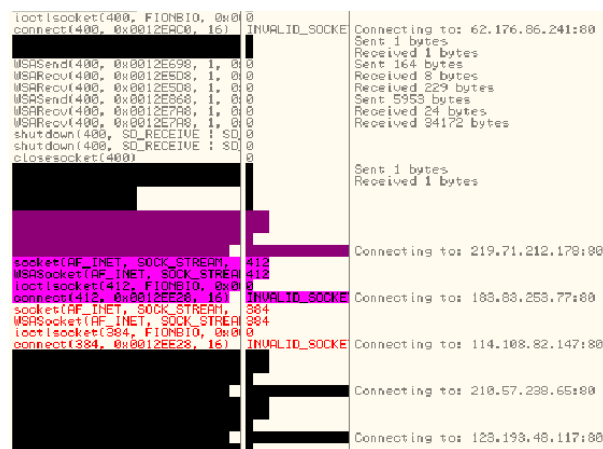 ioctlsocket(400, FIONBIO, 0x00 0
connect(400, 0x0012EAC0, 16) INVALID_SOCKE Connecting to: 62.176.86.241:80
Sent 1 bytes
Received 1 bytes
WSASend(400, 0x0012E698, 1, 0 0 Sent 164 bytes
WSARecv(400, 0x0012E5D8, 1, 0 0 Received 8 bytes
WSARecv(400, 0x0012E5D8, 1, 0 0 Received 229 bytes
WSASend(400, 0x0012E868, 1, 0 0 Sent 5953 bytes
WSARecv(400, 0x0012E7A8, 1, 0 0 Received 24 bytes
WSARecv(400, 0x0012E7A8, 1, 0 0 Received 34172 bytes
shutdown(400, SD_RECEIVE | SD 0
shutdown(400, SD_RECEIVE | SD 0
closesocket(400) 0
Sent 1 bytes
Received 1 bytes
Connecting to: 219.71.212.178:80
socket(AF_INET, SOCK_STREAM, 412
WSASocket(AF_INET, SOCK_STREA 412
ioctlsocket(412, FIONBIO, 0x0 0
connect(412, 0x0012EE28, 16) INVALID_SOCKE Connecting to: 183.83.253.77:80
socket(AF_INET, SOCK_STREAM, 384
WSASocket(AF_INET, SOCK_STREA 384
ioctlsocket(384, FIONBIO, 0x0 0
connect(384, 0x0012EE28, 16) INVALID_SOCKE Connecting to: 114.108.82.147:80
Connecting to: 210.57.238.65:80
Connecting to: 123.193.48.117:80